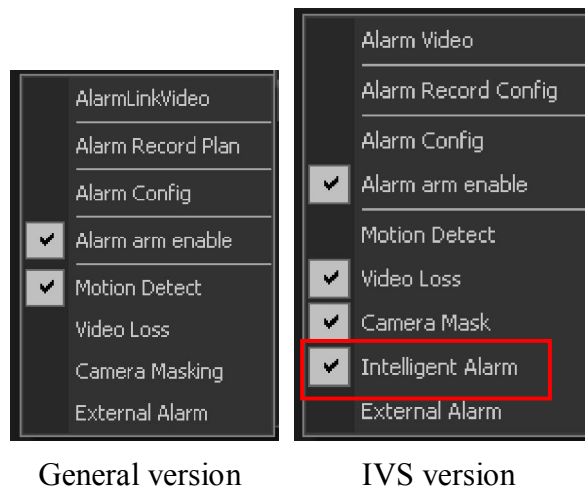 AlarmLinkVideo
Alarm Record Plan
Alarm Config
Alarm arm enable
Motion Detect
Video Loss
Camera Masking
External Alarm
General version
Alarm Video
Alarm Record Config
Alarm Config
Alarm arm enable
Motion Detect
Video Loss
Camera Mask
Intelligent Alarm
External Alarm
IVS version